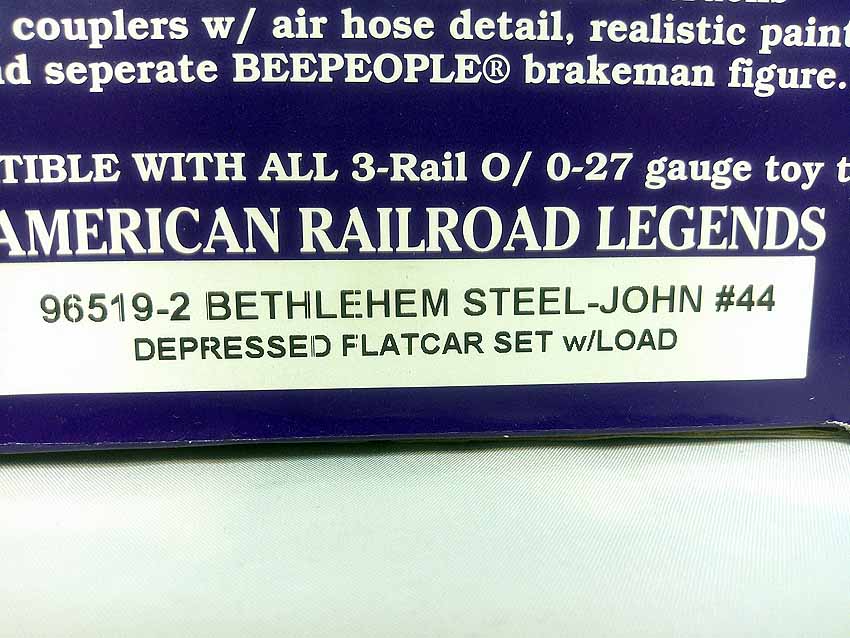 couplers w/ air hose detail, realistic paint
nd seperate BEEPEOPLE® brakeman figure.
TIBLE WITH ALL 3-Rail O/ 0-27 gauge toy t
AMERICAN RAILROAD LEGENDS
96519-2 BETHLEHEM STEEL-JOHN #44
DEPRESSED FLATCAR SET w/LOAD